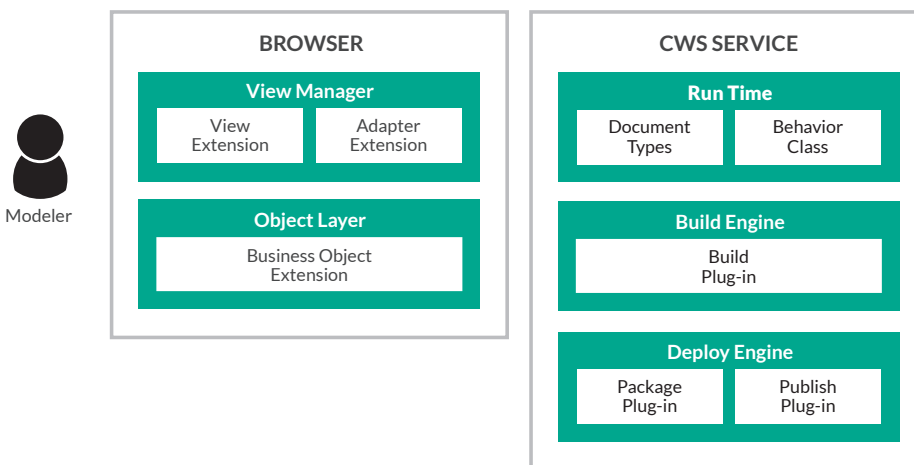 Modeler
BROWSER
View Manager
View
Extension
Adapter
Extension
Object Layer
Business Object
Extension
CWS SERVICE
Run Time
Document
Types
Behavior
Class
Build Engine
Build
Plug-in
Deploy Engine
Package
Plug-in
Publish
Plug-in